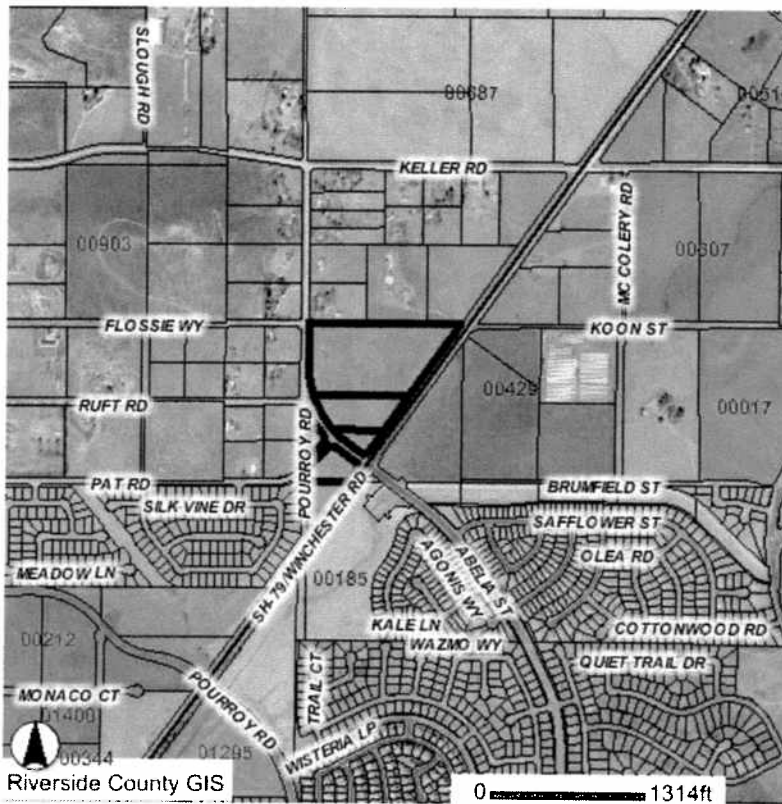 SLOUGH RD
00687
KELLER RD
MC COLERY RD
00903
00607
FLOSSIE WY
KOON ST
00429
RUFT RD
00017
POURROY RD
PAT RD
BRUMFIELD ST
SILK VINE DR
SAFFLOWER ST
SH-79/WINCHESTER RD
OLEA RD
ABELIA ST
AGONIS WY
MEADOW LN
00185
KALE LN
COTTONWOOD RD
00212
WAZMO WY
QUIET TRAIL DR
TRAIL CT
POURROY RD
MONACO CT
01400
WISTERIA LP
00344
01295
Riverside County GIS
0
1314ft